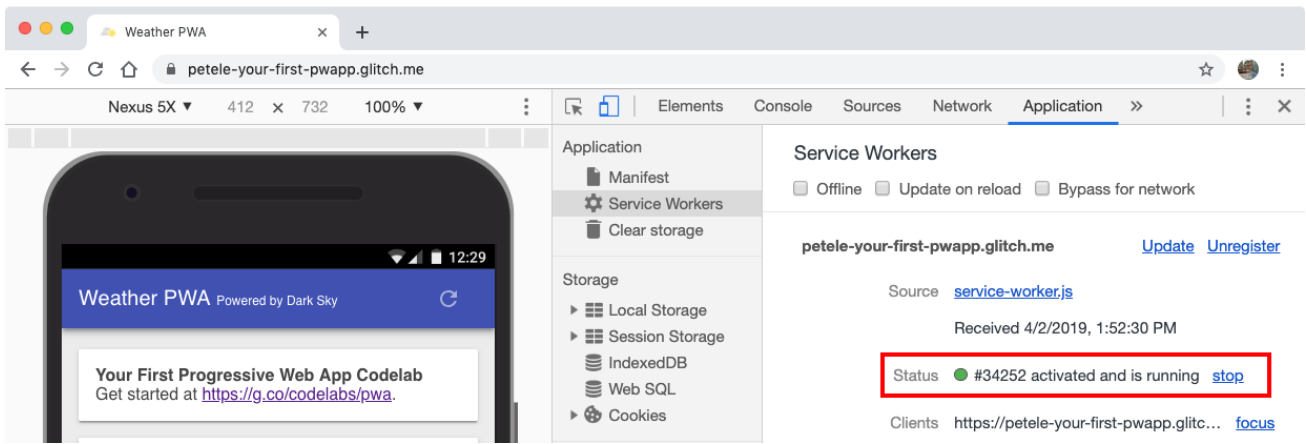 Weather PWA
petele-your-first-pwapp.glitch.me
Nexus 5X ▼ 412 × 732 100% ▼
Elements Console Sources Network Application »
12:29
Weather PWA Powered by Dark Sky
Your First Progressive Web App Codelab
Get started at https://g.co/codelabs/pwa.
Application
Manifest
Service Workers
Clear storage
Storage
Local Storage
Session Storage
IndexedDB
Web SQL
Cookies
Service Workers
Offline Update on reload Bypass for network
petele-your-first-pwapp.glitch.me Update Unregister
Source service-worker.js
Received 4/2/2019, 1:52:30 PM
Status #34252 activated and is running stop
Clients https://petele-your-first-pwapp.glitc... focus